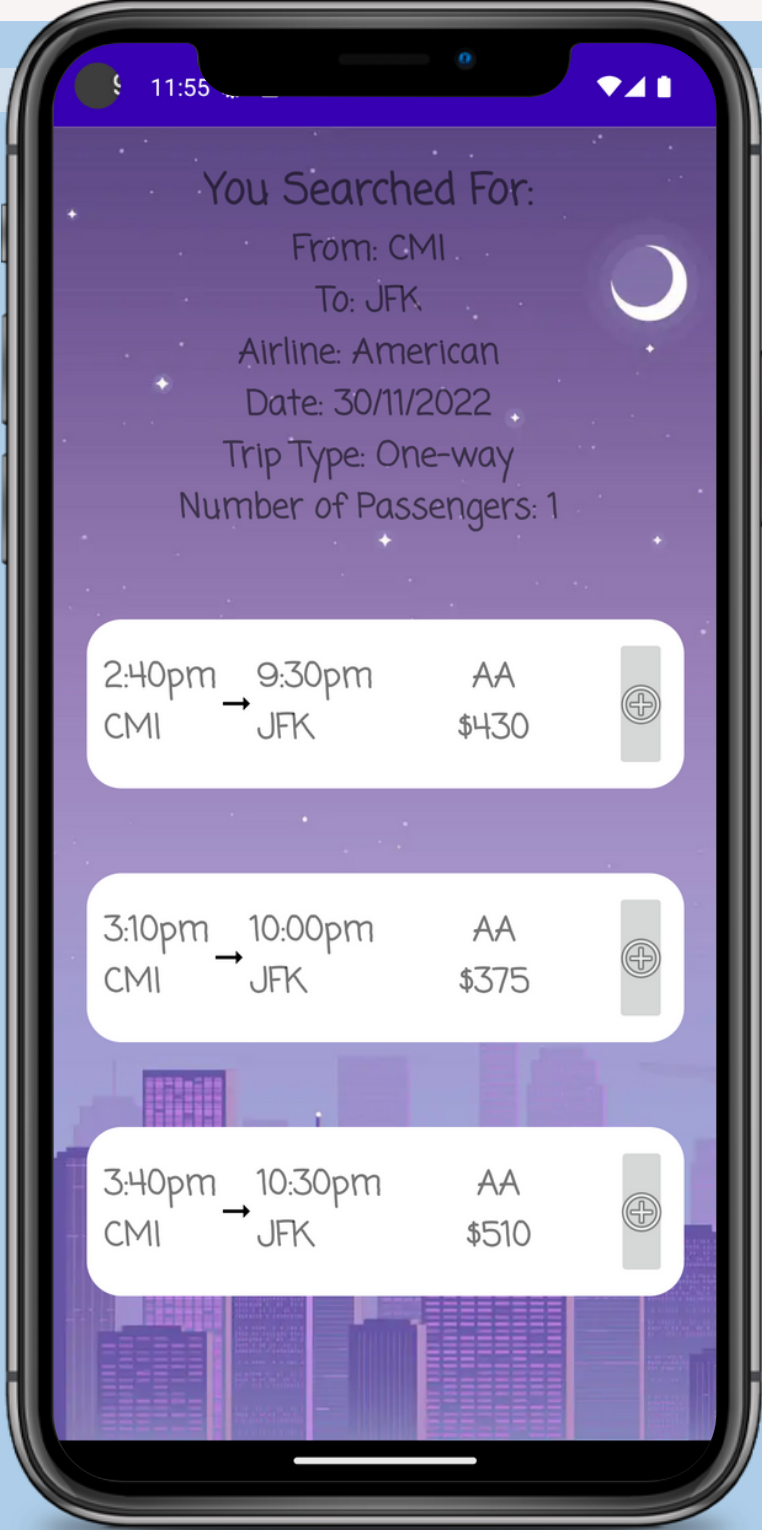 11:55
You Searched For:
From: CMI
To: JFK
Airline: American
Date: 30/11/2022
Trip Type: One-way
Number of Passengers: 1
2:40pm → 9:30pm AA
CMI JFK $430
3:10pm → 10:00pm AA
CMI JFK $375
3:40pm → 10:30pm AA
CMI JFK $510